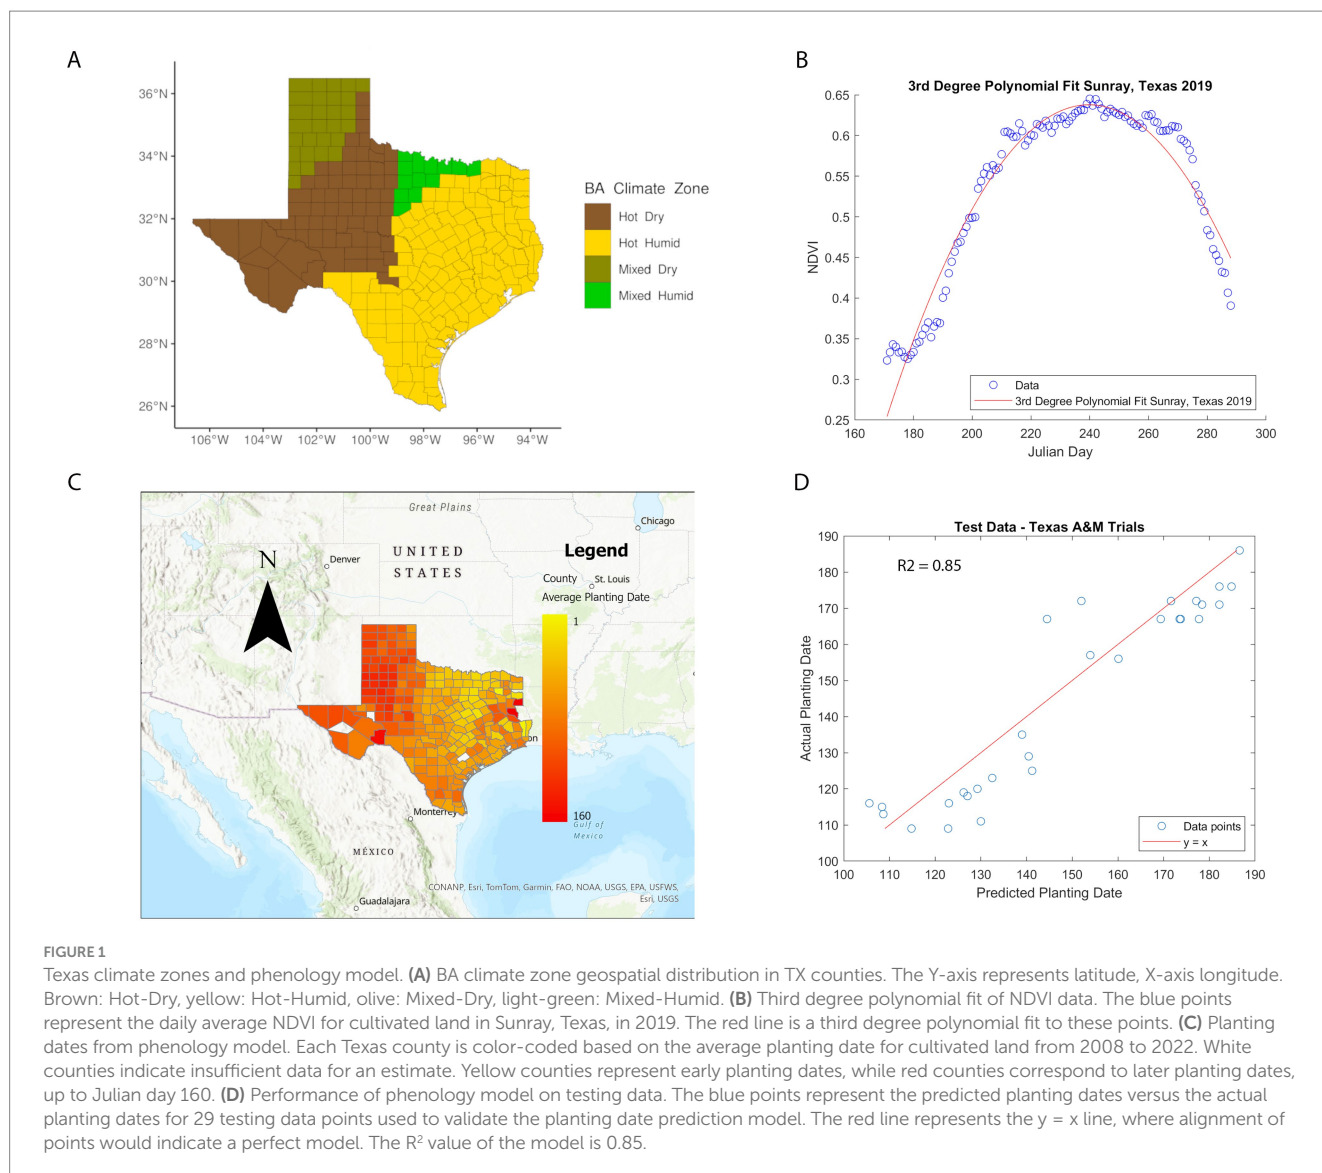 A
36°N
34°N
32°N
30°N
28°N
26°N
106°W 104°W 102°W 100°W 98°W 96°W 94°W
BA Climate Zone
Hot Dry
Hot Humid
Mixed Dry
Mixed Humid
B
3rd Degree Polynomial Fit Sunray, Texas 2019
NDVI
0.65
0.6
0.55
0.5
0.45
0.4
0.35
0.3
0.25
Data
3rd Degree Polynomial Fit Sunray, Texas 2019
160 180 200 220 240 260 280 300
Julian Day
C
Great Plains
Chicago
N
Denver
UNITED
STATES
Legend
County
St. Louis
Average Planting Date
1
160
on
Monterrey
Gulf of
Mexico
MÉXICO
CONANP, Esri, TomTom, Garmin, FAO, NOAA, USGS, EPA, USFWS,
Esri, USGS
Guadalajara
D
Test Data - Texas A&M Trials
R2 = 0.85
Actual Planting Date
190
180
170
160
150
140
130
120
110
100
Data points
y = x
100 110 120 130 140 150 160 170 180 190
Predicted Planting Date
FIGURE 1
Texas climate zones and phenology model. (A) BA climate zone geospatial distribution in TX counties. The Y-axis represents latitude, X-axis longitude.
Brown: Hot-Dry, yellow: Hot-Humid, olive: Mixed-Dry, light-green: Mixed-Humid. (B) Third degree polynomial fit of NDVI data. The blue points
represent the daily average NDVI for cultivated land in Sunray, Texas, in 2019. The red line is a third degree polynomial fit to these points. (C) Planting
dates from phenology model. Each Texas county is color-coded based on the average planting date for cultivated land from 2008 to 2022. White
counties indicate insufficient data for an estimate. Yellow counties represent early planting dates, while red counties correspond to later planting dates,
up to Julian day 160. (D) Performance of phenology model on testing data. The blue points represent the predicted planting dates versus the actual
planting dates for 29 testing data points used to validate the planting date prediction model. The red line represents the y = x line, where alignment of
points would indicate a perfect model. The R² value of the model is 0.85.